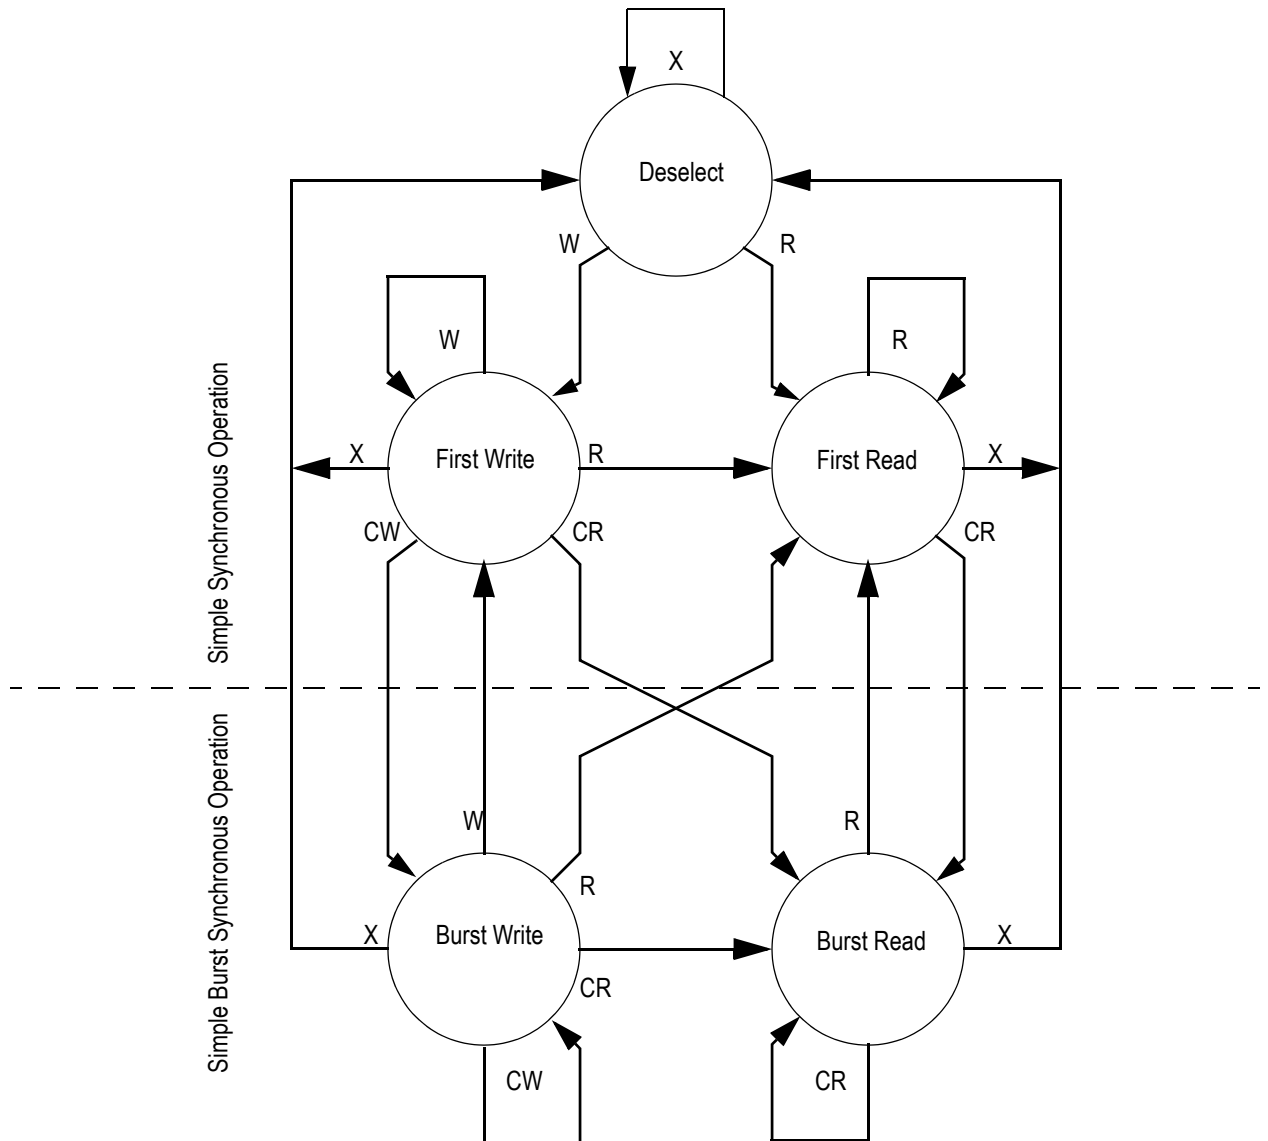 X
Deselect
W
R
W
R
Simple Synchronous Operation
X
First Write
R
First Read
X
CW
CR
CR
Simple Burst Synchronous Operation
W
R
R
X
Burst Write
Burst Read
X
CR
CW
CR